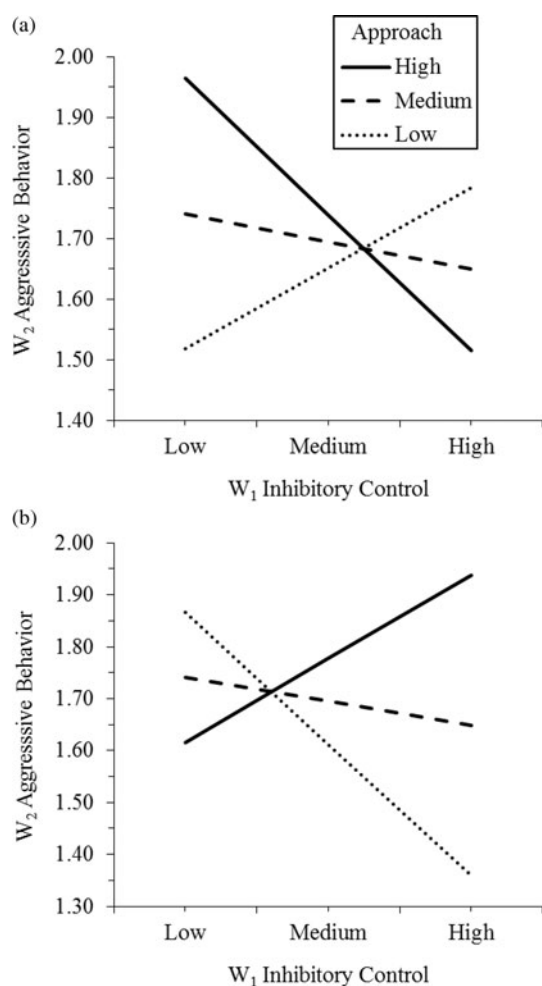 (a)
Approach
High
Medium
Low
2.00
1.90
1.80
1.70
1.60
1.50
1.40
W2 Aggresssive Behavior
Low Medium High
W1 Inhibitory Control
(b)
2.00
1.90
1.80
1.70
1.60
1.50
1.40
1.30
W2 Aggresssive Behavior
Low Medium High
W1 Inhibitory Control